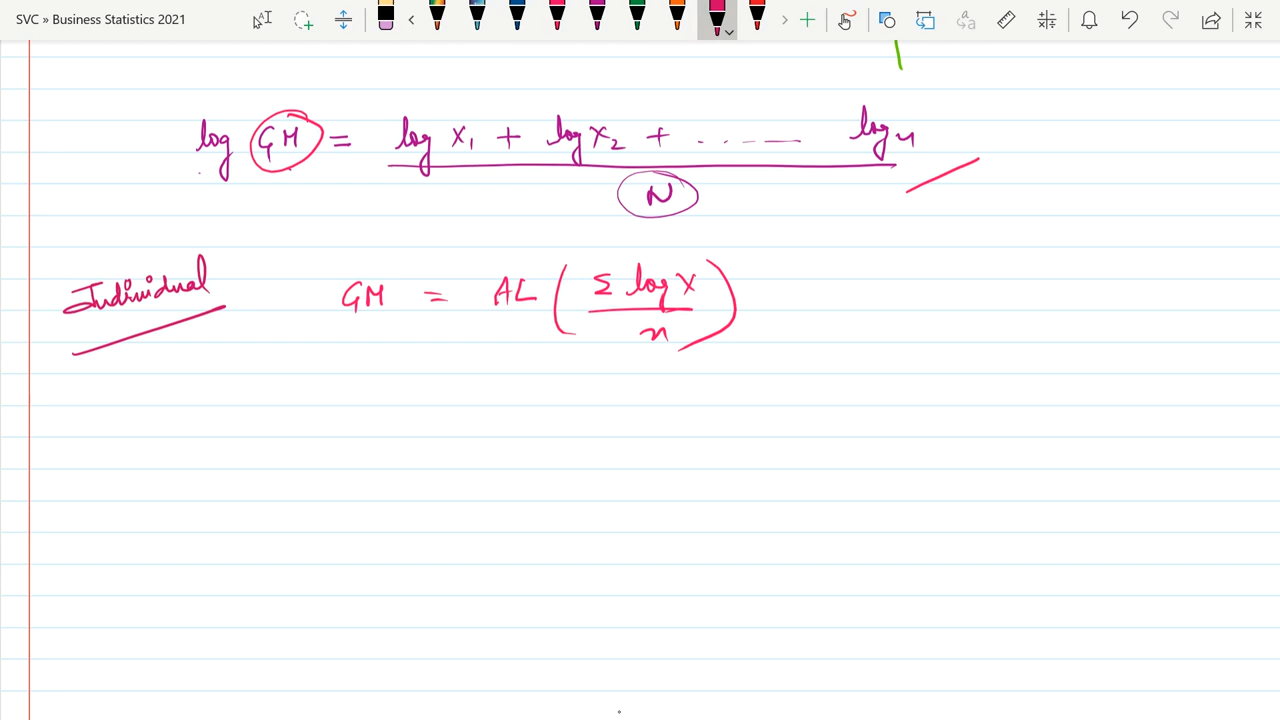 SVC » Business Statistics 2021
log GM = log X₁ + log X₂ + ...... log n
N
Individual GM = AL ( Σ log X
n )